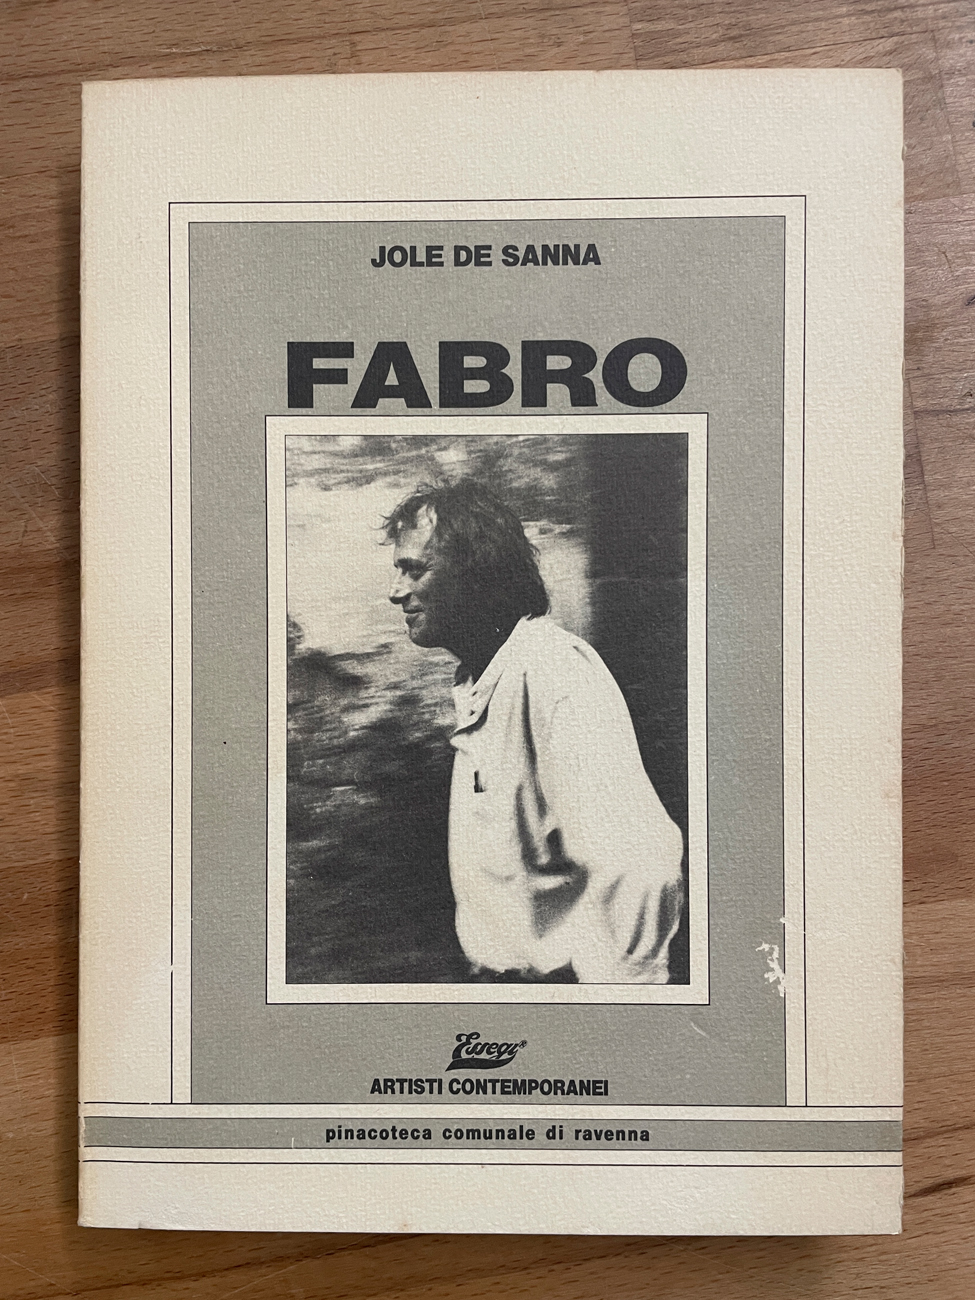 JOLE DE SANNA
FABRO
Essegi®
ARTISTI CONTEMPORANEI
pinacoteca comunale di ravenna